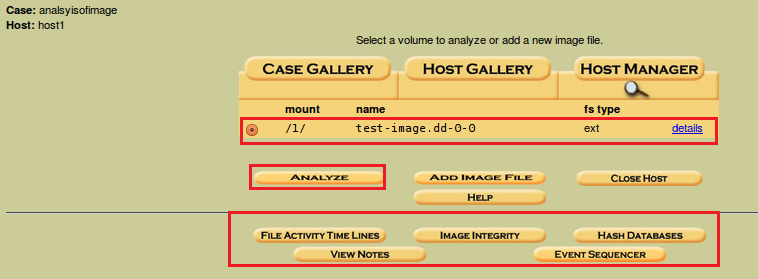 Case: analsyisofimage
Host: host1
Select a volume to analyze or add a new image file.
CASE GALLERY HOST GALLERY HOST MANAGER
mount name fs type
/1/ test-image.dd-0-0 ext details
ANALYZE ADD IMAGE FILE CLOSE HOST
HELP
FILE ACTIVITY TIME LINES IMAGE INTEGRITY HASH DATABASES
VIEW NOTES EVENT SEQUENCER